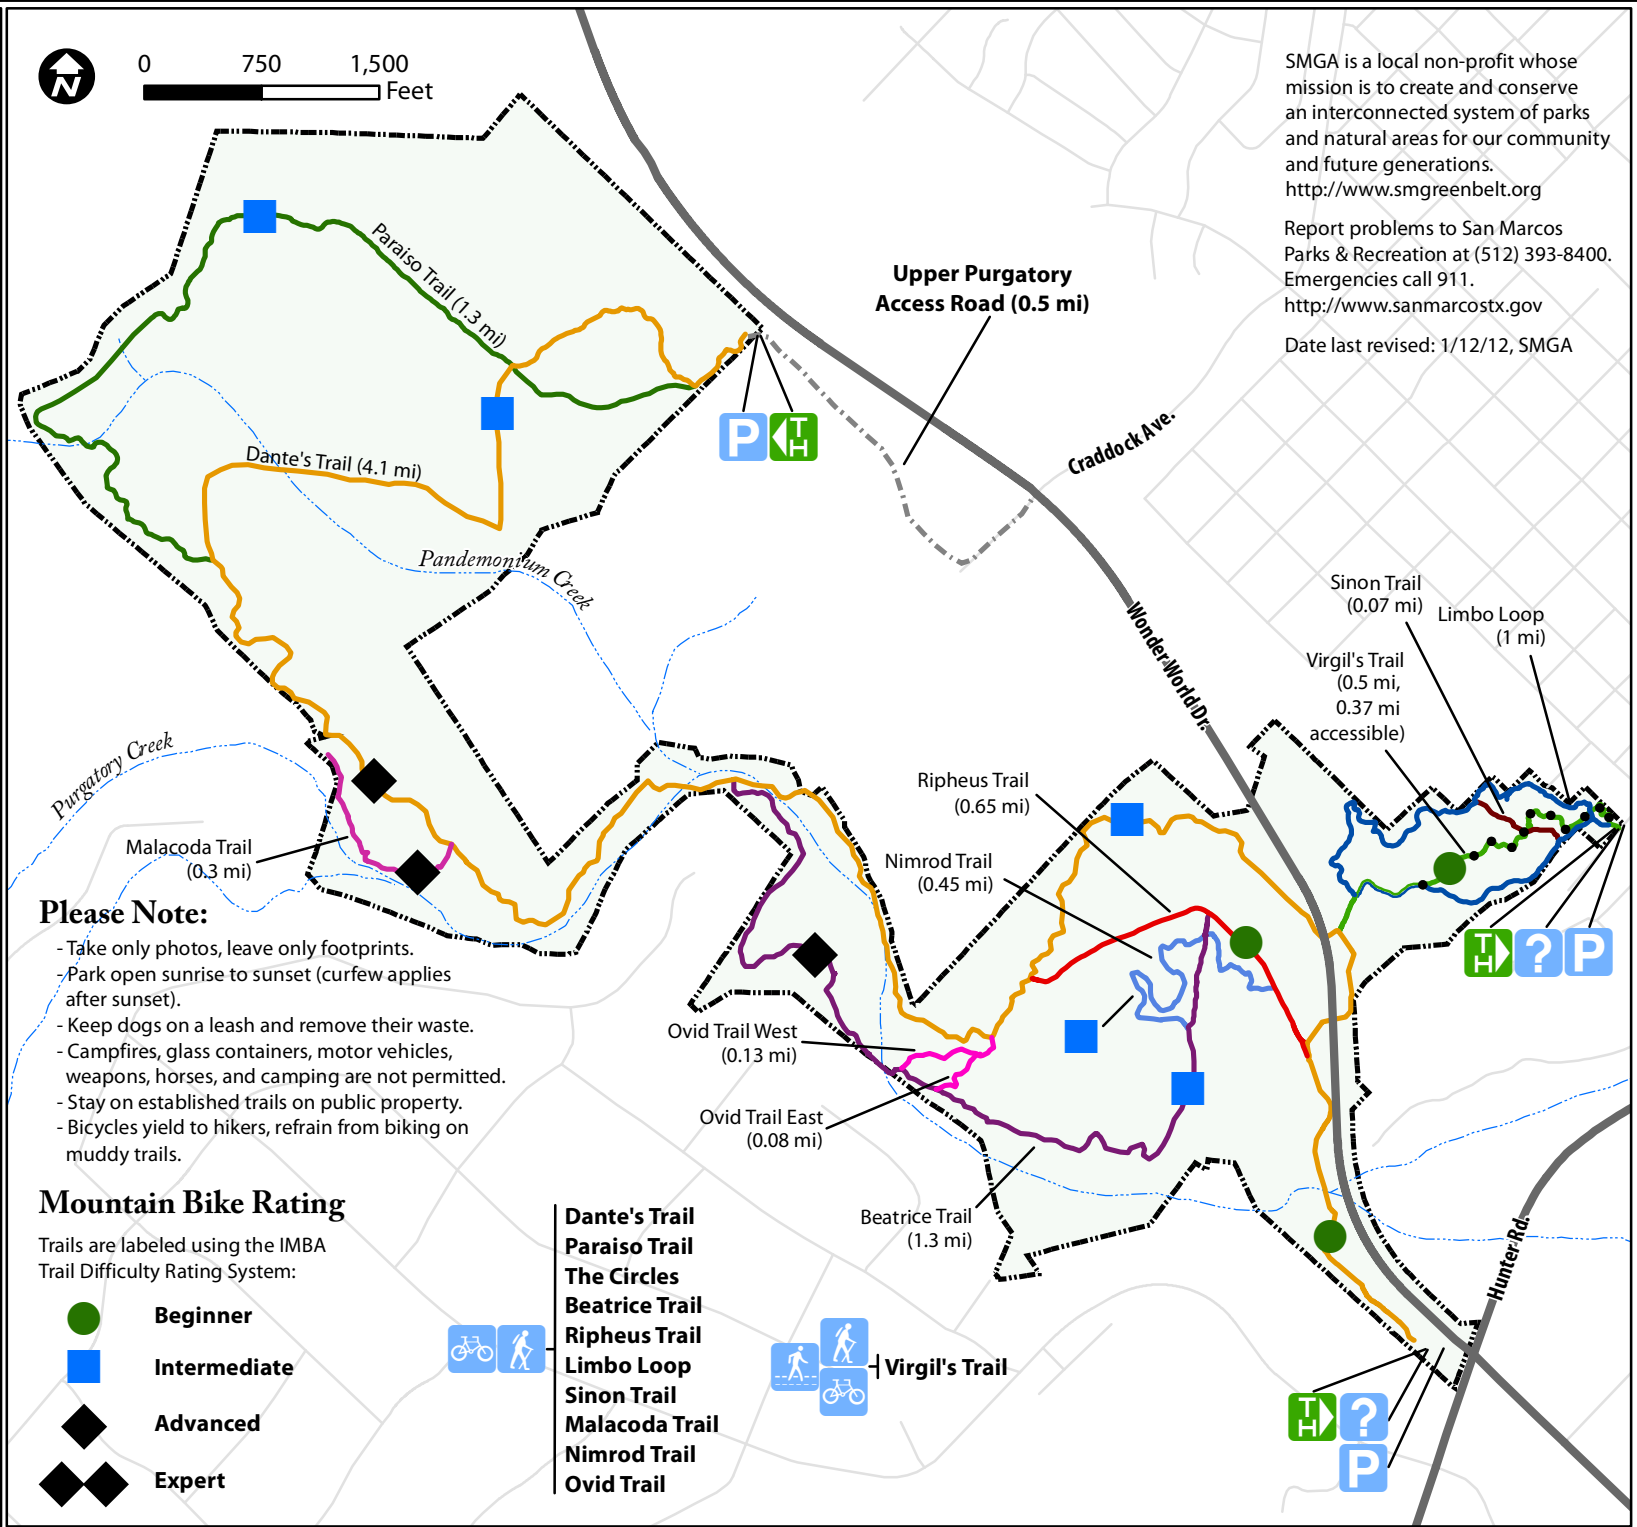 N
0 750 1,500
Feet
SMGA is a local non-profit whose
mission is to create and conserve
an interconnected system of parks
and natural areas for our community
and future generations.
http://www.smgreenbelt.org
Report problems to San Marcos
Parks & Recreation at (512) 393-8400.
Emergencies call 911.
http://www.sanmarcostx.gov
Date last revised: 1/12/12, SMGA
Paraiso Trail (1.3 mi)
Upper Purgatory
Access Road (0.5 mi)
P
TH
Craddock Ave.
Dante's Trail (4.1 mi)
Pandemonium Creek
Wonder World Dr.
Sinon Trail
(0.07 mi)
Limbo Loop
(1 mi)
Virgil's Trail
(0.5 mi,
0.37 mi
accessible)
Purgatory Creek
Ripheus Trail
(0.65 mi)
Malacoda Trail
(0.3 mi)
Nimrod Trail
(0.45 mi)
TH
?
P
Ovid Trail West
(0.13 mi)
Ovid Trail East
(0.08 mi)
Beatrice Trail
(1.3 mi)
Hunter Rd.
TH
?
P
Please Note:
- Take only photos, leave only footprints.
- Park open sunrise to sunset (curfew applies
after sunset).
- Keep dogs on a leash and remove their waste.
- Campfires, glass containers, motor vehicles,
weapons, horses, and camping are not permitted.
- Stay on established trails on public property.
- Bicycles yield to hikers, refrain from biking on
muddy trails.
Mountain Bike Rating
Trails are labeled using the IMBA
Trail Difficulty Rating System:
Beginner
Intermediate
Advanced
Expert
Dante's Trail
Paraiso Trail
The Circles
Beatrice Trail
Ripheus Trail
Limbo Loop
Sinon Trail
Malacoda Trail
Nimrod Trail
Ovid Trail
Virgil's Trail